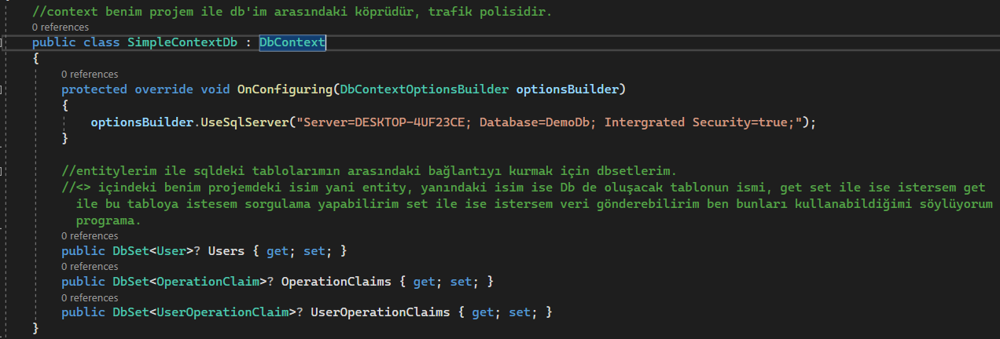 //context benim projem ile db'im arasındaki köprüdür, trafik polisidir.
0 references
public class SimpleContextDb : DbContext
{
0 references
protected override void OnConfiguring(DbContextOptionsBuilder optionsBuilder)
{
optionsBuilder.UseSqlServer("Server=DESKTOP-4UF23CE; Database=DemoDb; Intergrated Security=true;");
}
//entitylerim ile sqldeki tablolarımın arasındaki bağlantıyı kurmak için dbsetlerim.
//<> içindeki benim projemdeki isim yani entity, yanındaki isim ise Db de oluşacak tablonun ismi, get set ile ise istersem get
ile bu tabloya istesem sorgulama yapabilirim set ile ise istersem veri gönderebilirim ben bunları kullanabildiğimi söylüyorum
programa.
0 references
public DbSet<User>? Users { get; set; }
0 references
public DbSet<OperationClaim>? OperationClaims { get; set; }
0 references
public DbSet<UserOperationClaim>? UserOperationClaims { get; set; }
}